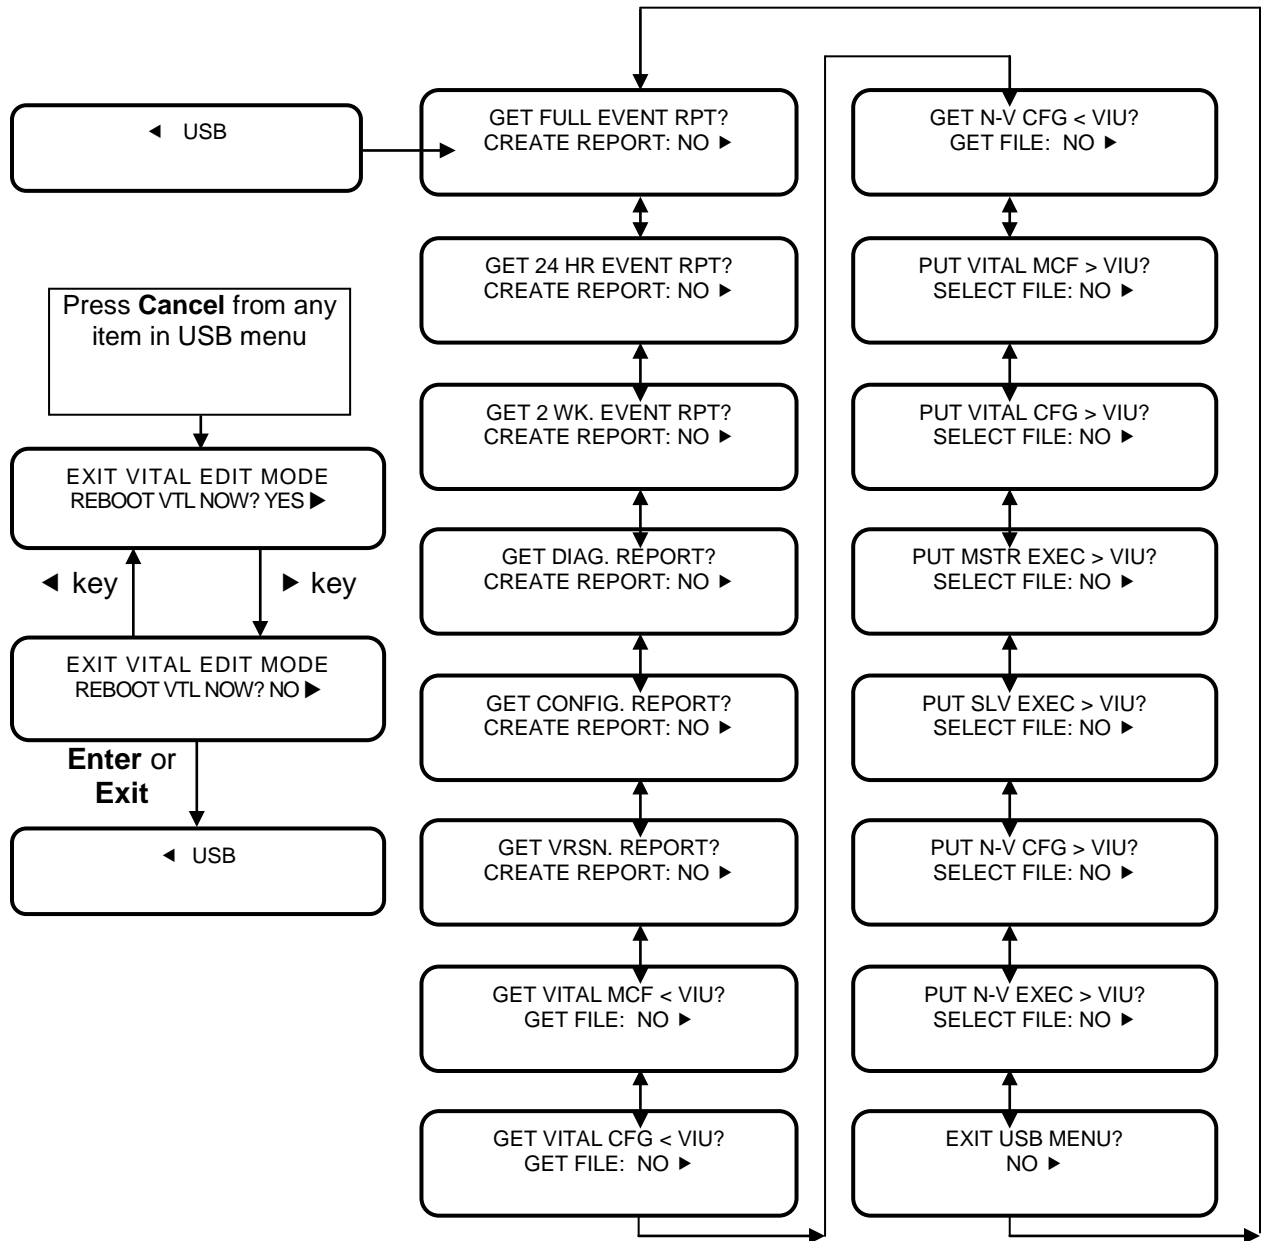 ◄ USB
Press Cancel from any
item in USB menu
EXIT VITAL EDIT MODE
REBOOT VTL NOW? YES ►
◄ key
► key
EXIT VITAL EDIT MODE
REBOOT VTL NOW? NO ►
Enter or
Exit
◄ USB
GET FULL EVENT RPT?
CREATE REPORT: NO ►
GET 24 HR EVENT RPT?
CREATE REPORT: NO ►
GET 2 WK. EVENT RPT?
CREATE REPORT: NO ►
GET DIAG. REPORT?
CREATE REPORT: NO ►
GET CONFIG. REPORT?
CREATE REPORT: NO ►
GET VRSN. REPORT?
CREATE REPORT: NO ►
GET VITAL MCF < VIU?
GET FILE: NO ►
GET VITAL CFG < VIU?
GET FILE: NO ►
GET N-V CFG < VIU?
GET FILE: NO ►
PUT VITAL MCF > VIU?
SELECT FILE: NO ►
PUT VITAL CFG > VIU?
SELECT FILE: NO ►
PUT MSTR EXEC > VIU?
SELECT FILE: NO ►
PUT SLV EXEC > VIU?
SELECT FILE: NO ►
PUT N-V CFG > VIU?
SELECT FILE: NO ►
PUT N-V EXEC > VIU?
SELECT FILE: NO ►
EXIT USB MENU?
NO ►